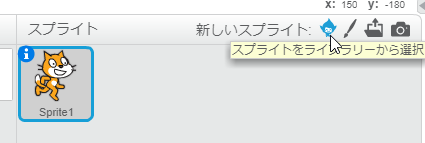 x: 150 y: -180
スプライト 新しいスプライト:
スプライトをライブラリーから選択
i
Sprite1